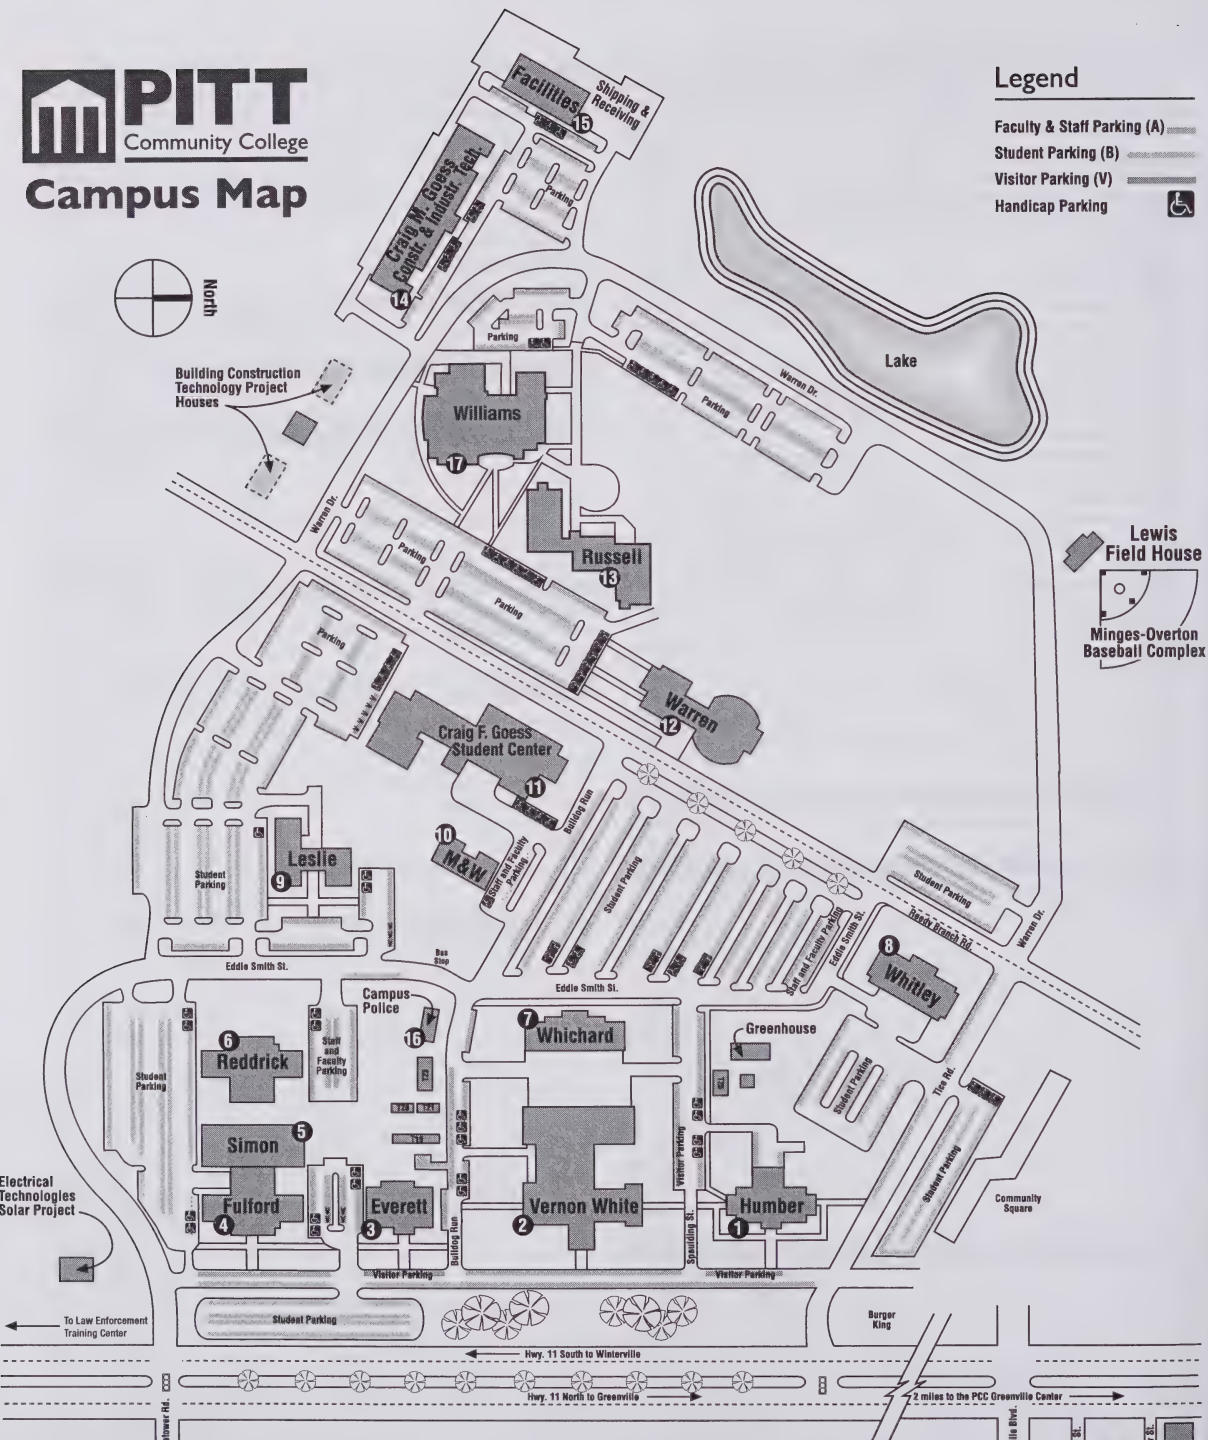 PITT
Community College
Campus Map
North
Legend
Faculty & Staff Parking (A)
Student Parking (B)
Visitor Parking (V)
Handicap Parking
Facilities
15
Shipping &
Receiving
Parking
Craig M. Goess
Constr. & Industr. Tech.
14
Building Construction
Technology Project
Houses
Parking
Williams
17
Warren Dr.
Parking
Lake
Warren Dr.
Parking
Parking
Russell
13
Lewis
Field House
Minges-Overton
Baseball Complex
Parking
Warren
12
Craig F. Goess
Student Center
11
Bulldog Run
10
M&W
Staff and Faculty
Parking
Leslie
9
Student
Parking
Student Parking
Student Parking
Reedy Branch Rd.
Warren Dr.
Staff and Faculty Parking
Eddie Smith St.
8
Whitley
Bus
Stop
Eddie Smith St.
Eddie Smith St.
Campus
Police
16
7
Whichard
Greenhouse
6
Reddrick
Staff
and
Faculty
Parking
Student
Parking
Student Parking
Tice Rd.
Simon
5
Visitor Parking
Student Parking
Community
Square
Electrical
Technologies
Solar Project
Fulford
4
Everett
3
Vernon White
2
Humber
1
Bulldog Run
Spaulding St.
Visitor Parking
Visitor Parking
Student Parking
Burger
King
To Law Enforcement
Training Center
Hwy. 11 South to Winterville
Hwy. 11 North to Greenville
2 miles to the PCC Greenville Center